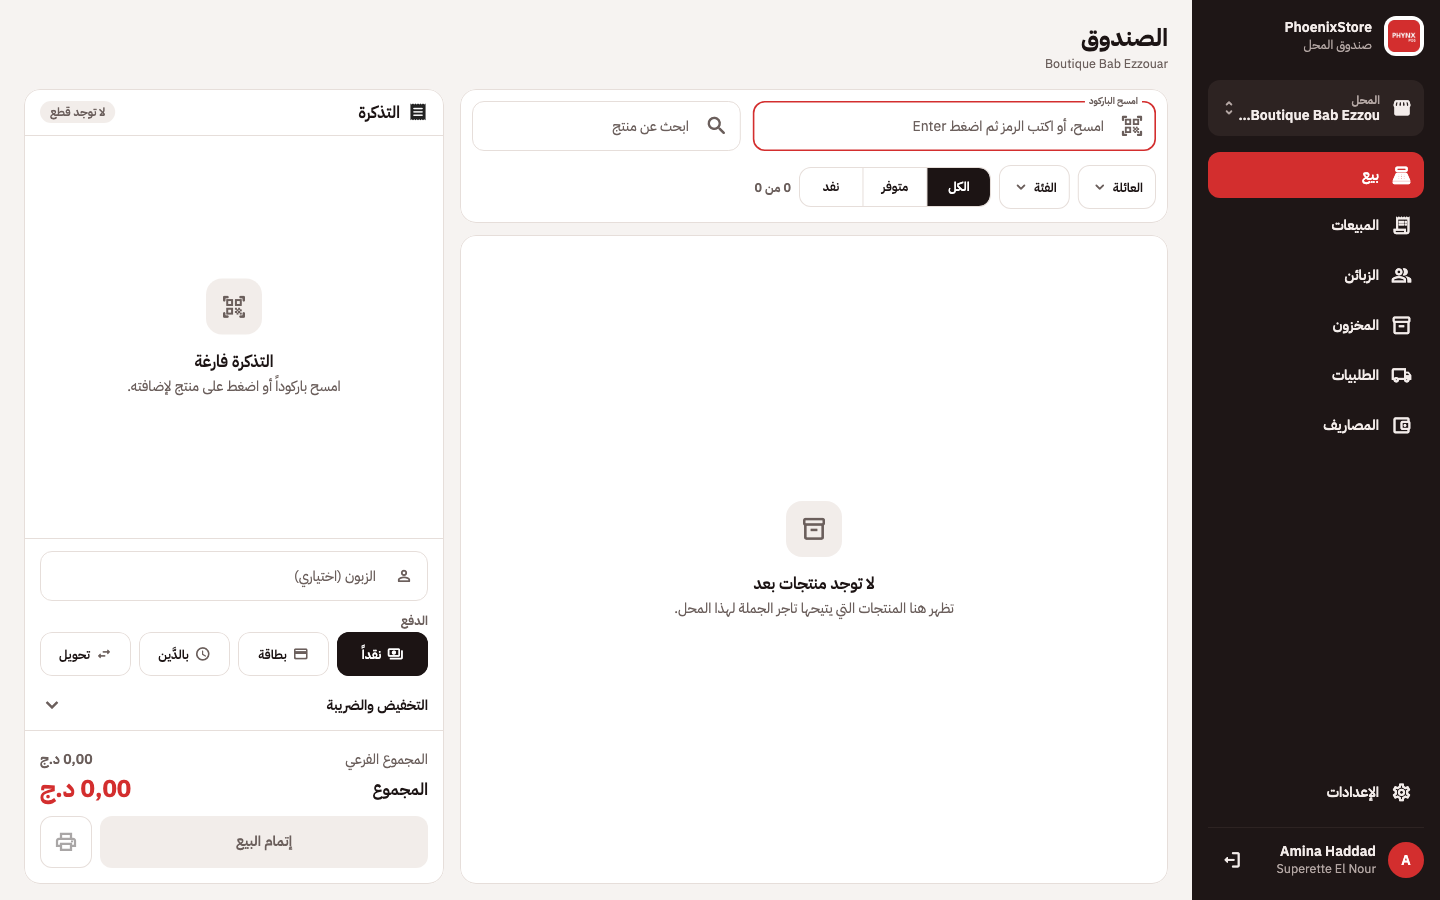 PHYNX
POS
PhoenixStore
صندوق المحل
المحل
Boutique Bab Ezzou...
بيع
المبيعات
الزبائن
المخزون
الطلبيات
المصاريف
الإعدادات
A
Amina Haddad
Superette El Nour
الصندوق
Boutique Bab Ezzouar
امسح الباركود
امسح، أو اكتب الرمز ثم اضغط Enter
ابحث عن منتج
العائلة
الفئة
الكل
متوفر
نفد
0 من 0
لا توجد منتجات بعد
تظهر هنا المنتجات التي يتيحها تاجر الجملة لهذا المحل.
التذكرة
لا توجد قطع
التذكرة فارغة
امسح باركوداً أو اضغط على منتج لإضافته.
الزبون (اختياري)
الدفع
نقداً
بطاقة
بالدَّين
تحويل
التخفيض والضريبة
المجموع الفرعي
0,00 د.ج
المجموع
0,00 د.ج
إتمام البيع